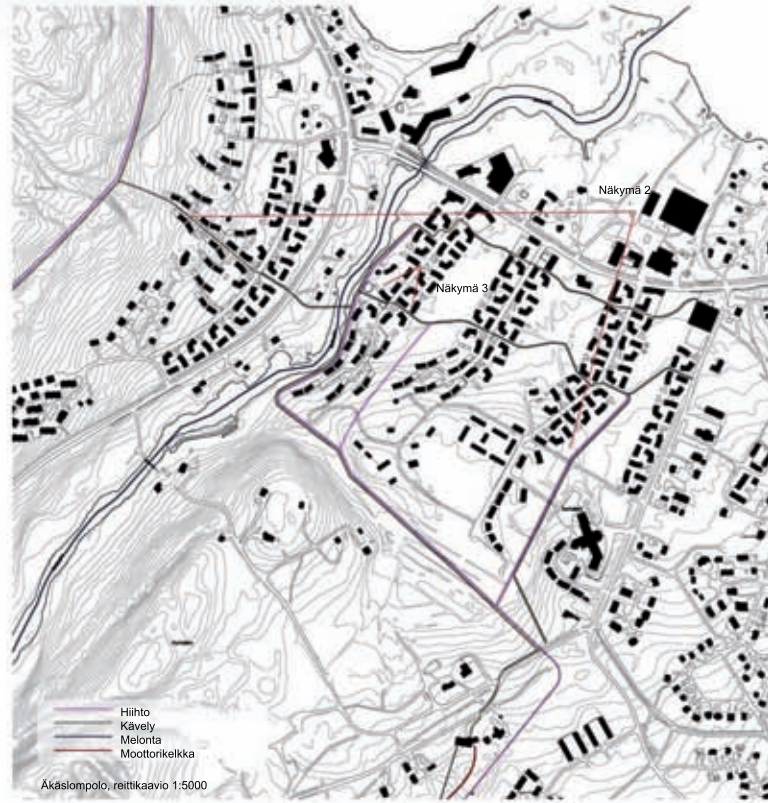 Näkymä 2
Näkymä 3
Hiihto
Kävely
Melonta
Moottorikelkka
Äkäslompolo, reittikaavio 1:5000